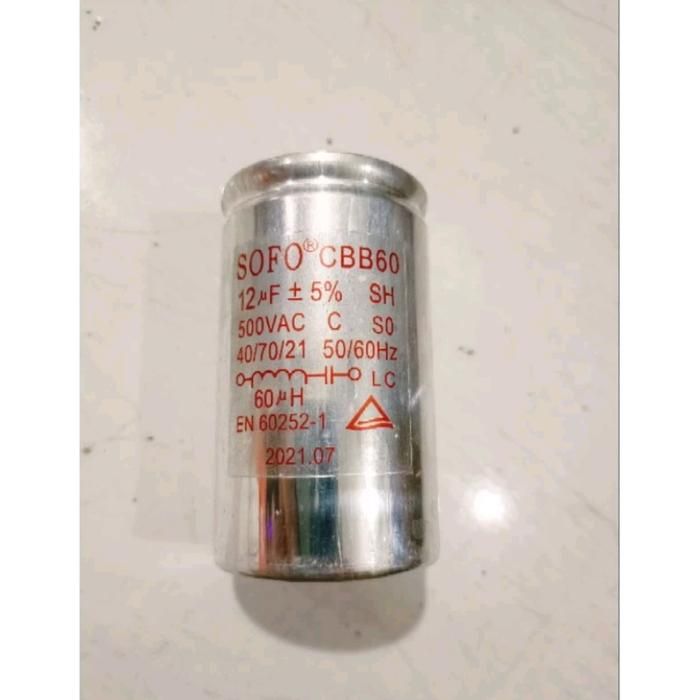 SOFO® CBB60
12µF ± 5% SH
500VAC C S0
40/70/21 50/60Hz
LC
60µH
EN 60252-1
2021.07